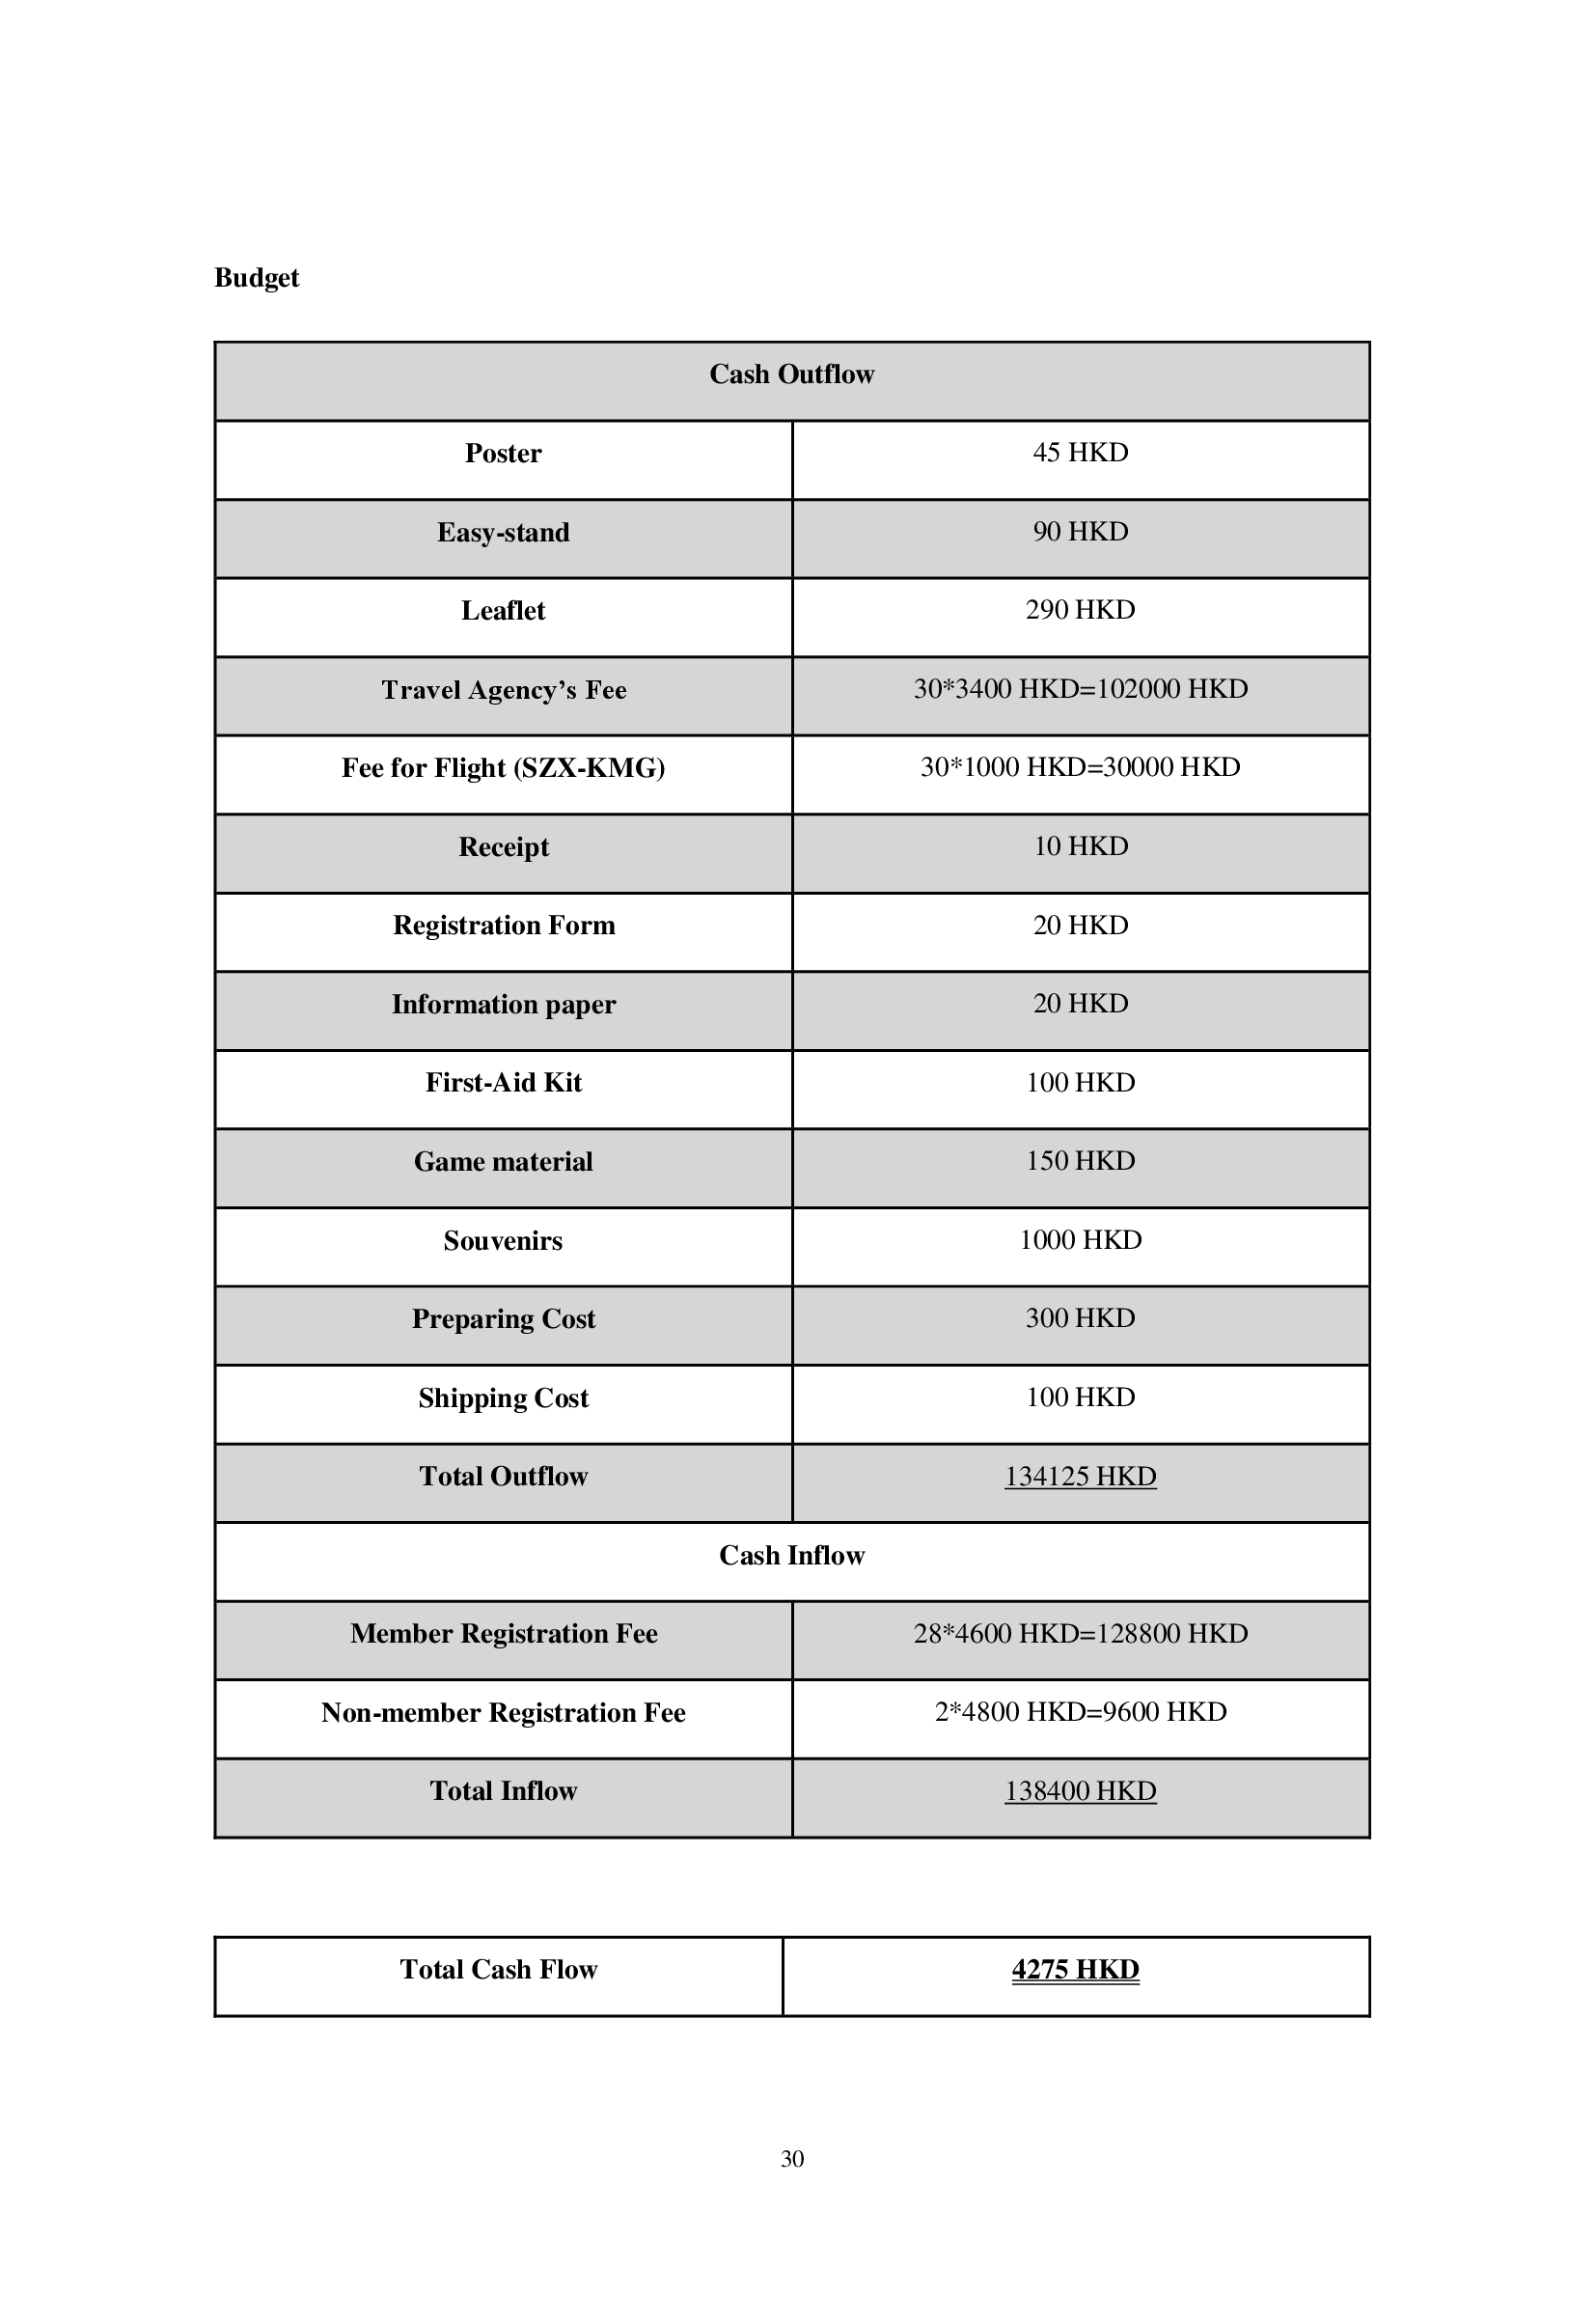 Budget
Cash Outflow
Poster 45 HKD
Easy-stand 90 HKD
Leaflet 290 HKD
Travel Agency’s Fee 30*3400 HKD=102000 HKD
Fee for Flight (SZX-KMG) 30*1000 HKD=30000 HKD
Receipt 10 HKD
Registration Form 20 HKD
Information paper 20 HKD
First-Aid Kit 100 HKD
Game material 150 HKD
Souvenirs 1000 HKD
Preparing Cost 300 HKD
Shipping Cost 100 HKD
Total Outflow 134125 HKD
Cash Inflow
Member Registration Fee 28*4600 HKD=128800 HKD
Non-member Registration Fee 2*4800 HKD=9600 HKD
Total Inflow 138400 HKD
Total Cash Flow 4275 HKD
30